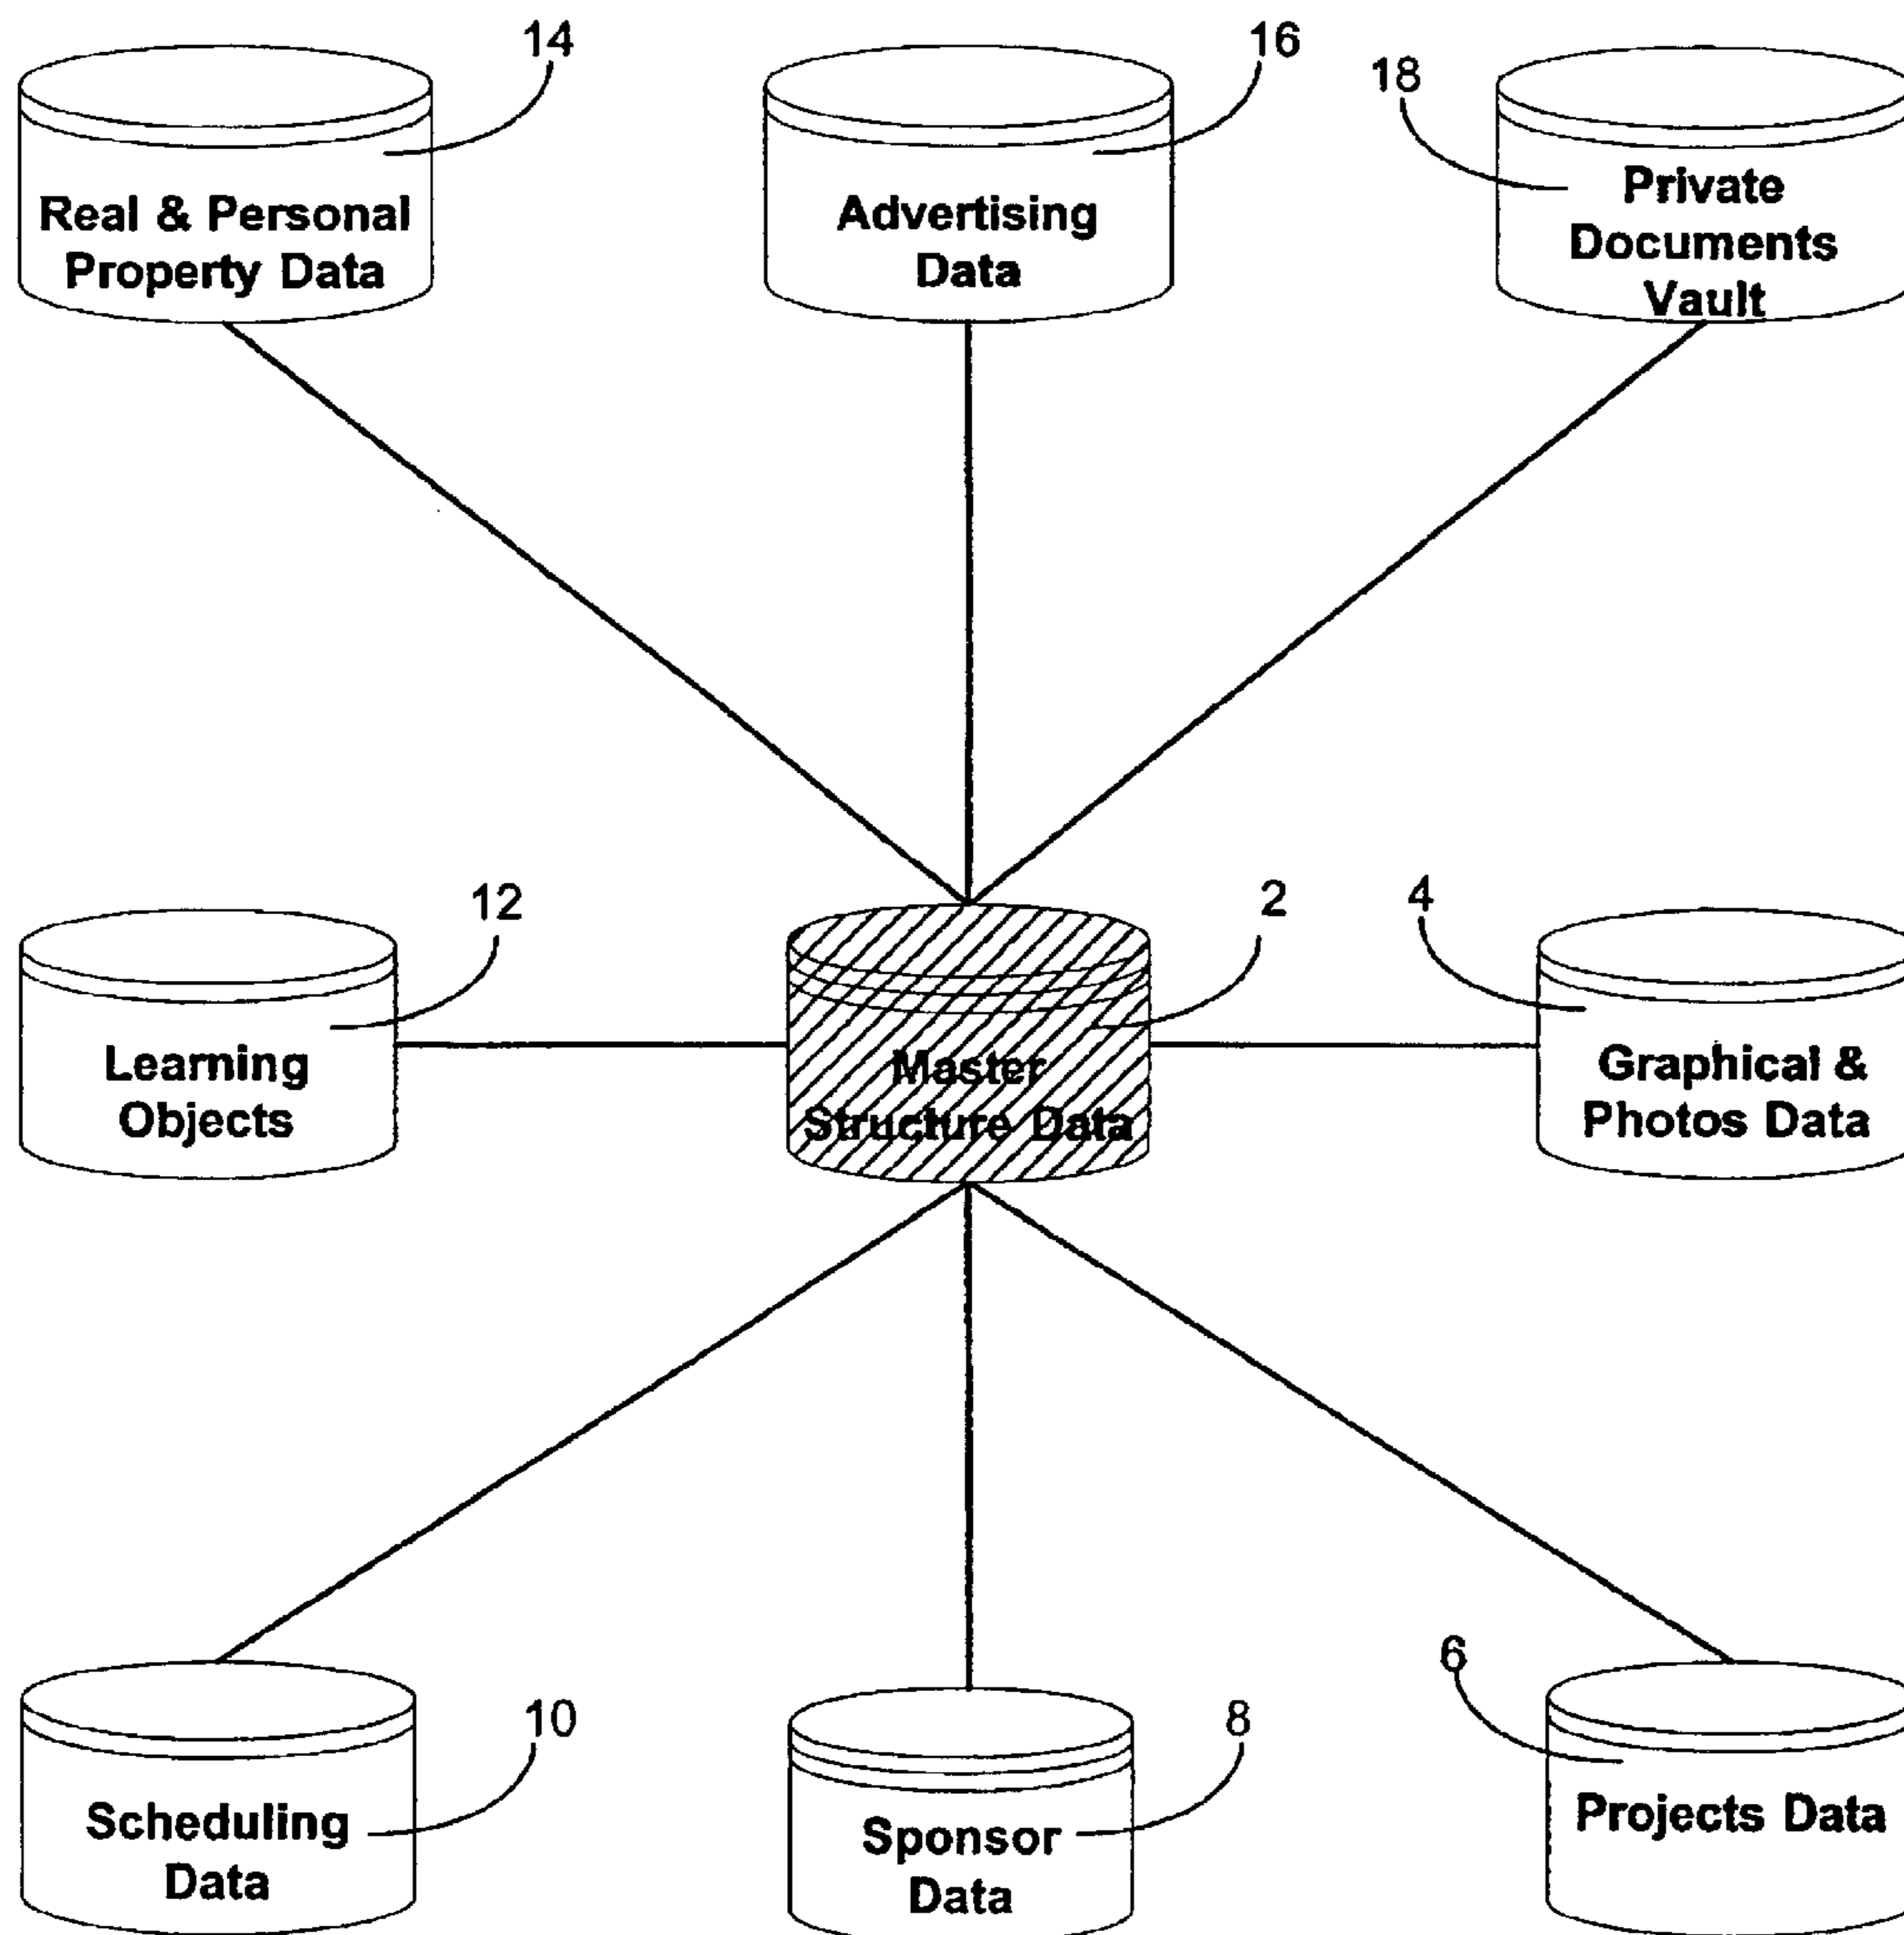 14
16
18
Real & Personal
Property Data
Advertising
Data
Private
Documents
Vault
12
2
4
Learning
Objects
Master
Structure Data
Graphical &
Photos Data
10
8
6
Scheduling
Data
Sponsor
Data
Projects Data